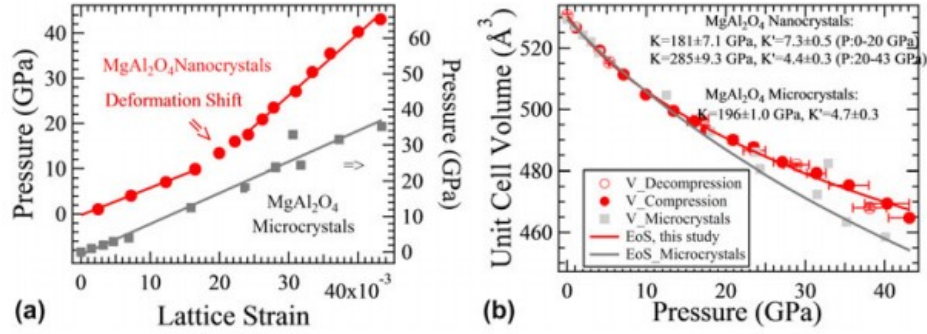 40
30
20
10
0
Pressure (GPa)
MgAl2O4Nanocrystals
Deformation Shift
MgAl2O4
Microcrystals
60
50
40
30
20
10
0
Pressure (GPa)
0
10
20
30
40x10⁻³
(a)
Lattice Strain
520
500
480
460
Unit Cell Volume (Å³)
MgAl2O4 Nanocrystals:
K=181±7.1 GPa, K'=7.3±0.5 (P:0-20 GPa)
K=285±9.3 GPa, K'=4.4±0.3 (P:20-43 GPa)
MgAl2O4 Microcrystals:
K=196±1.0 GPa, K'=4.7±0.3
V_Decompression
V_Compression
V_Microcrystals
EoS, this study
EoS_Microcrystals
0
10
20
30
40
(b)
Pressure (GPa)